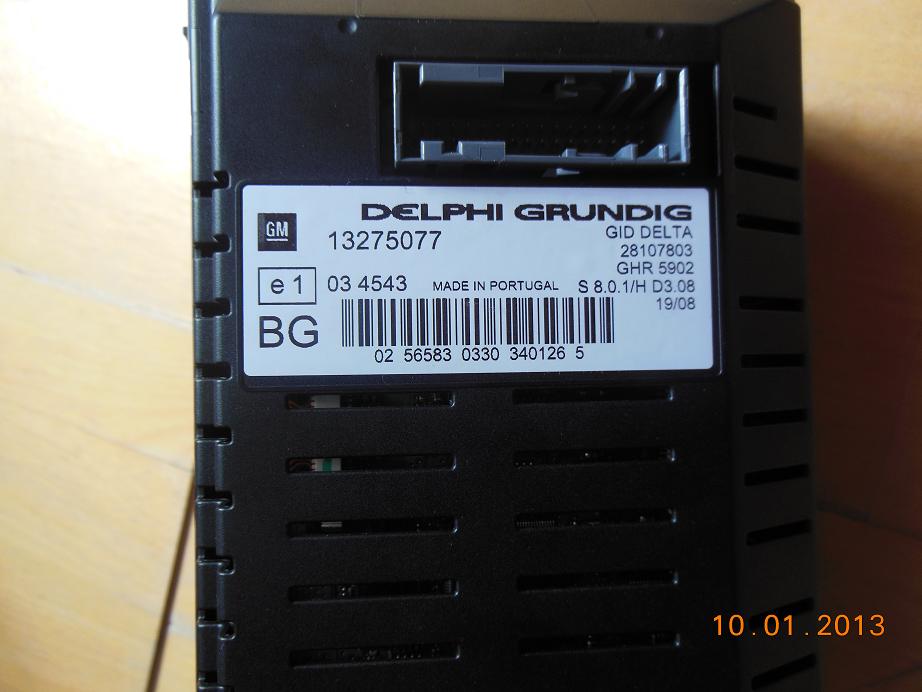 DELPHI GRUNDIG
GM
13275077
GID DELTA
28107803
GHR 5902
e1
03 4543
MADE IN PORTUGAL
S 8.0.1/H D3.08
19/08
BG
02 56583 0330 340126 5
10.01.2013